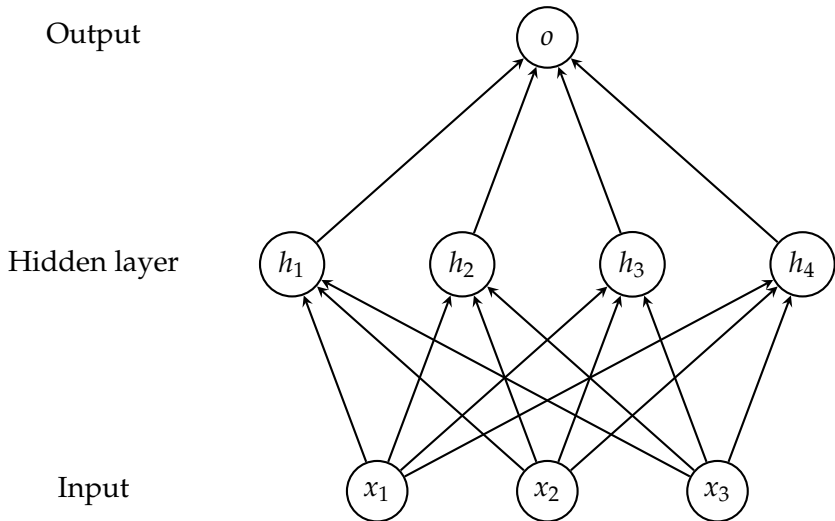 Output
o
Hidden layer
h₁
h₂
h₃
h₄
Input
x₁
x₂
x₃